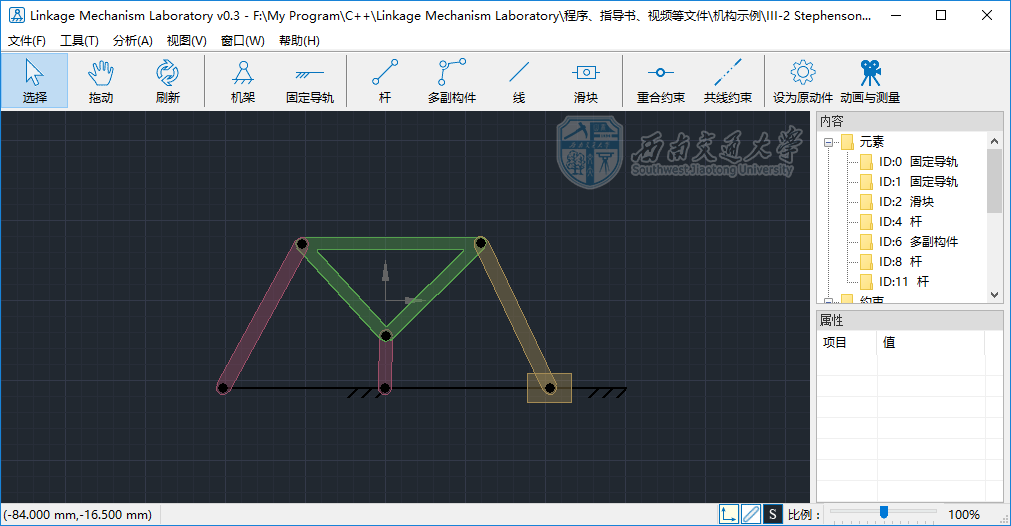 Linkage Mechanism Laboratory v0.3 - F:\My Program\C++\Linkage Mechanism Laboratory\程序、指导书、视频等文件\机构示例\III-2 Stephenson...
文件(F) 工具(T) 分析(A) 视图(V) 窗口(W) 帮助(H)
选择 拖动 刷新 机架 固定导轨 杆 多副构件 线 滑块 重合约束 共线约束 设为原动件 动画与测量
内容
西南交通大学
Southwest Jiaotong University
元素
ID:0 固定导轨
ID:1 固定导轨
ID:2 滑块
ID:4 杆
ID:6 多副构件
ID:8 杆
ID:11 杆
约束
属性
项目 值
(-84.000 mm,-16.500 mm) S 比例： 100%